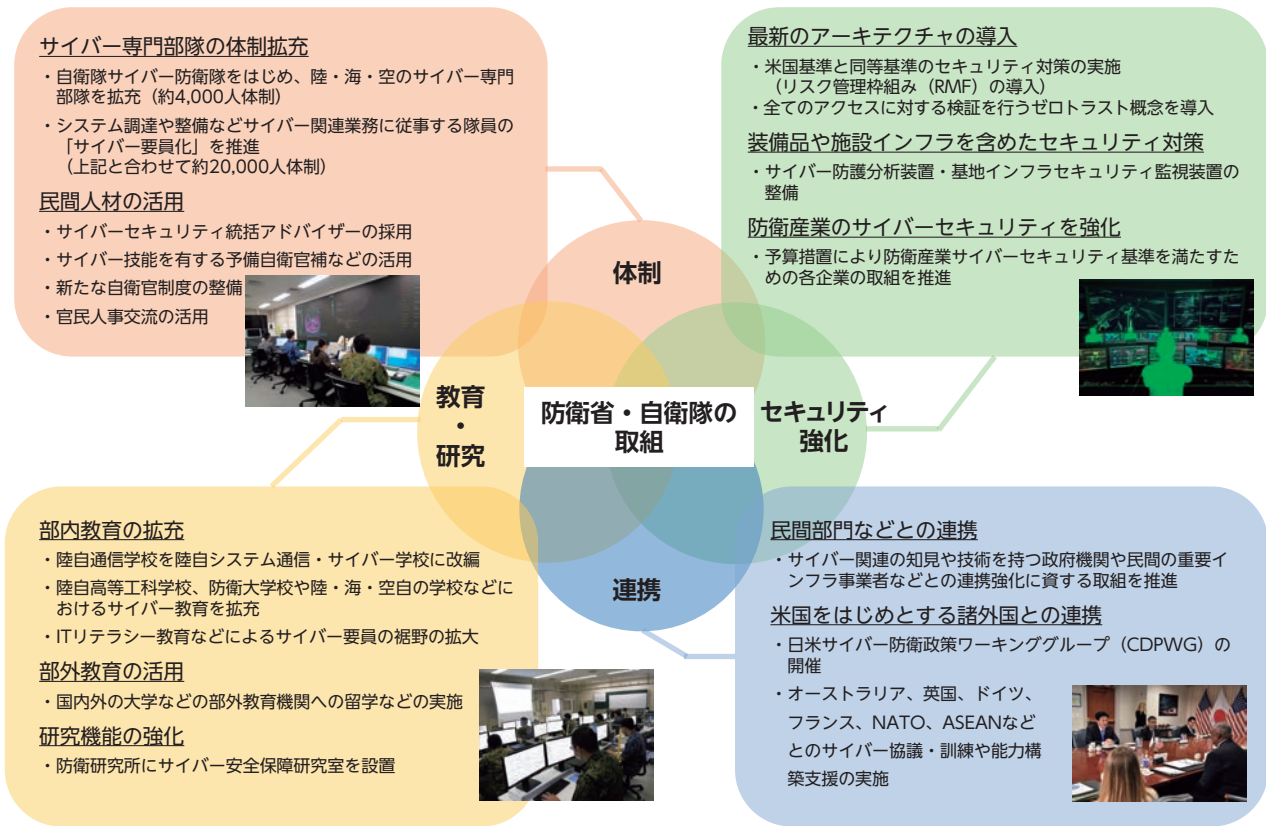 サイバー専門部隊の体制拡充
・自衛隊サイバー防衛隊をはじめ、陸・海・空のサイバー専門
部隊を拡充（約4,000人体制）
・システム調達や整備などサイバー関連業務に従事する隊員の
「サイバー要員化」を推進
（上記と合わせて約20,000人体制）
民間人材の活用
・サイバーセキュリティ統括アドバイザーの採用
・サイバー技能を有する予備自衛官補などの活用
・新たな自衛官制度の整備
・官民人事交流の活用
最新のアーキテクチャの導入
・米国基準と同等基準のセキュリティ対策の実施
（リスク管理枠組み（RMF）の導入）
・全てのアクセスに対する検証を行うゼロトラスト概念を導入
装備品や施設インフラを含めたセキュリティ対策
・サイバー防護分析装置・基地インフラセキュリティ監視装置の
整備
防衛産業のサイバーセキュリティを強化
・予算措置により防衛産業サイバーセキュリティ基準を満たすた
めの各企業の取組を推進
体制
教育
・
研究
防衛省・自衛隊の
取組
セキュリティ
強化
連携
部内教育の拡充
・陸自通信学校を陸自システム通信・サイバー学校に改編
・陸自高等工科学校、防衛大学校や陸・海・空自の学校などに
おけるサイバー教育を拡充
・ITリテラシー教育などによるサイバー要員の裾野の拡大
部外教育の活用
・国内外の大学などの部外教育機関への留学などの実施
研究機能の強化
・防衛研究所にサイバー安全保障研究室を設置
民間部門などとの連携
・サイバー関連の知見や技術を持つ政府機関や民間の重要イ
ンフラ事業者などとの連携強化に資する取組を推進
米国をはじめとする諸外国との連携
・日米サイバー防衛政策ワーキンググループ（CDPWG）の
開催
・オーストラリア、英国、ドイツ、
フランス、NATO、ASEANなど
とのサイバー協議・訓練や能力構
築支援の実施